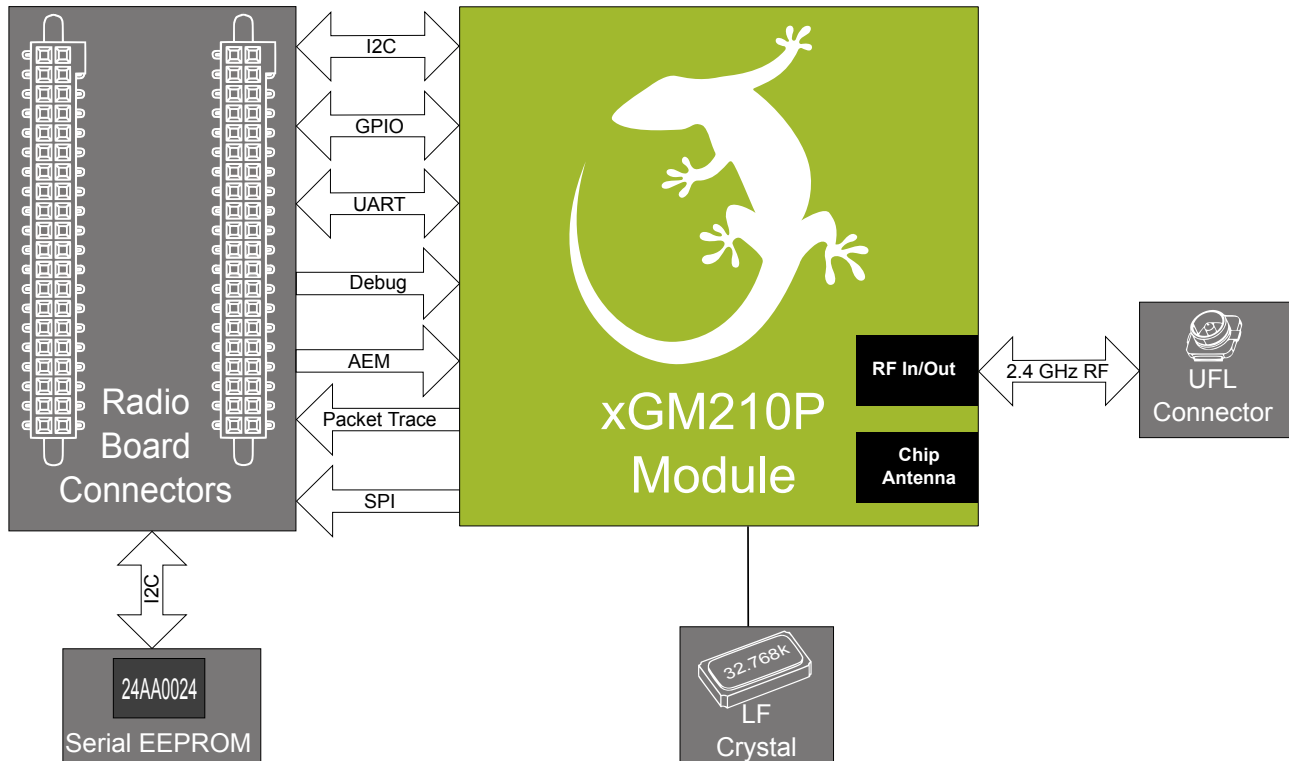 I2C
GPIO
UART
Debug
AEM
Packet Trace
SPI
Radio
Board
Connectors
xGM210P
Module
RF In/Out
Chip
Antenna
2.4 GHz RF
UFL
Connector
I2C
24AA0024
Serial EEPROM
32.768k
LF
Crystal